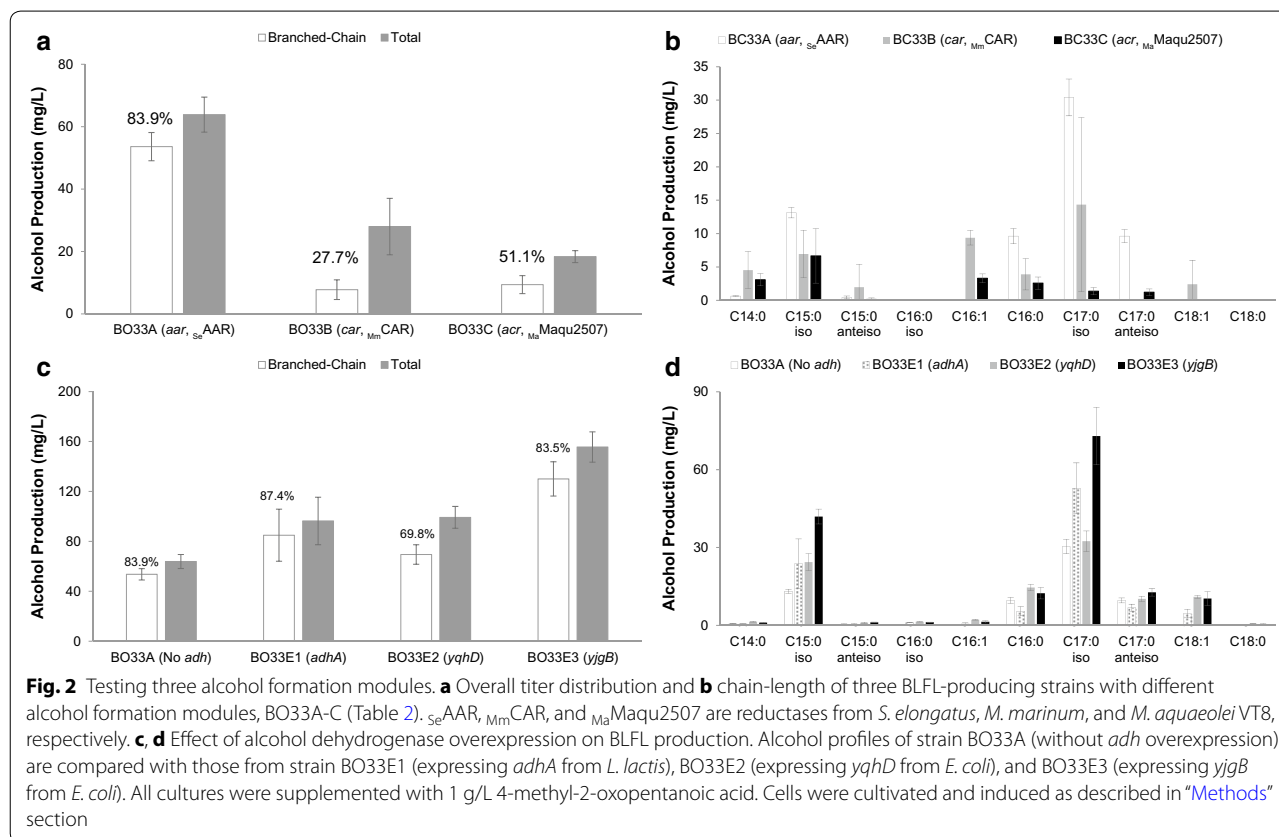 a
Branched-Chain Total
Alcohol Production (mg/L)
80
60
40
20
0
83.9%
27.7%
51.1%
BO33A (aar, SeAAR) BO33B (car, MmCAR) BO33C (acr, MaMaqu2507)
b
BC33A (aar, SeAAR) BC33B (car, MmCAR) BC33C (acr, MaMaqu2507)
Alcohol Production (mg/L)
35
30
25
20
15
10
5
0
C14:0 C15:0 C15:0 C16:0 C16:1 C16:0 C17:0 C17:0 C18:1 C18:0
iso anteiso iso iso anteiso
c
Branched-Chain Total
Alcohol Production (mg/L)
200
160
120
80
40
0
83.9%
87.4%
69.8%
83.5%
BO33A (No adh) BO33E1 (adhA) BO33E2 (yqhD) BO33E3 (yjgB)
d
BO33A (No adh) BO33E1 (adhA) BO33E2 (yqhD) BO33E3 (yjgB)
Alcohol Production (mg/L)
90
60
30
0
C14:0 C15:0 C15:0 C16:0 C16:1 C16:0 C17:0 C17:0 C18:1 C18:0
iso anteiso iso iso anteiso
Fig. 2 Testing three alcohol formation modules. a Overall titer distribution and b chain-length of three BLFL-producing strains with different
alcohol formation modules, BO33A-C (Table 2). SeAAR, MmCAR, and MaMaqu2507 are reductases from S. elongatus, M. marinum, and M. aquaeolei VT8,
respectively. c, d Effect of alcohol dehydrogenase overexpression on BLFL production. Alcohol profiles of strain BO33A (without adh overexpression)
are compared with those from strain BO33E1 (expressing adhA from L. lactis), BO33E2 (expressing yqhD from E. coli), and BO33E3 (expressing yjgB
from E. coli). All cultures were supplemented with 1 g/L 4-methyl-2-oxopentanoic acid. Cells were cultivated and induced as described in “Methods”
section